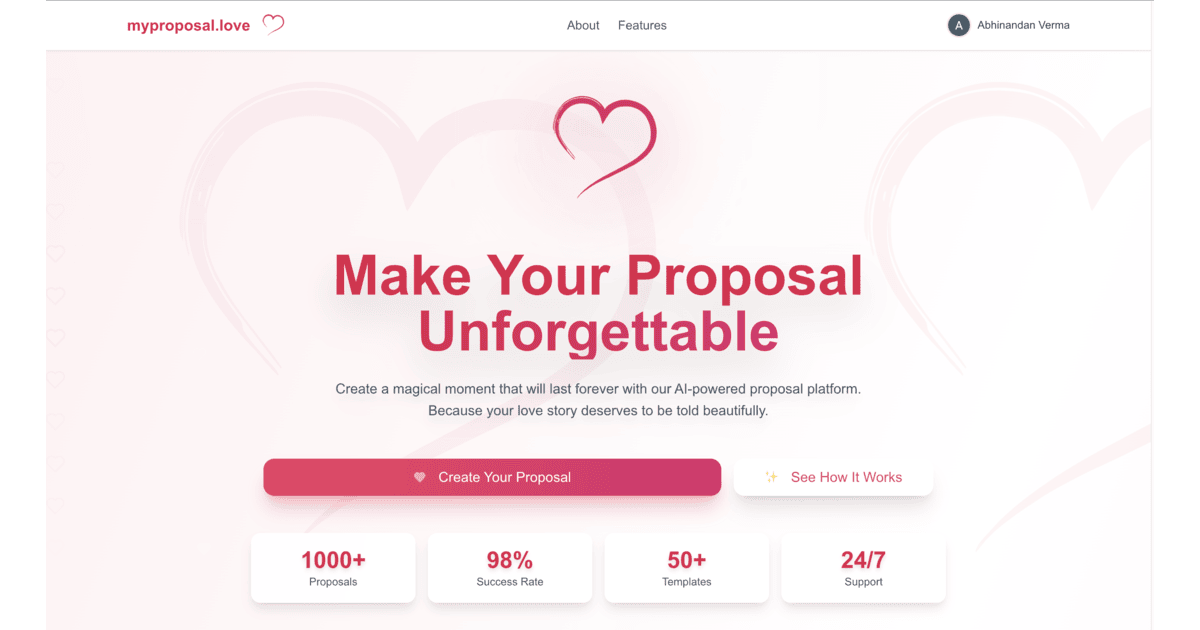 myproposal.love
About
Features
A
Abhinandan Verma
Make Your Proposal
Unforgettable
Create a magical moment that will last forever with our AI-powered proposal platform.
Because your love story deserves to be told beautifully.
Create Your Proposal
See How It Works
1000+
Proposals
98%
Success Rate
50+
Templates
24/7
Support